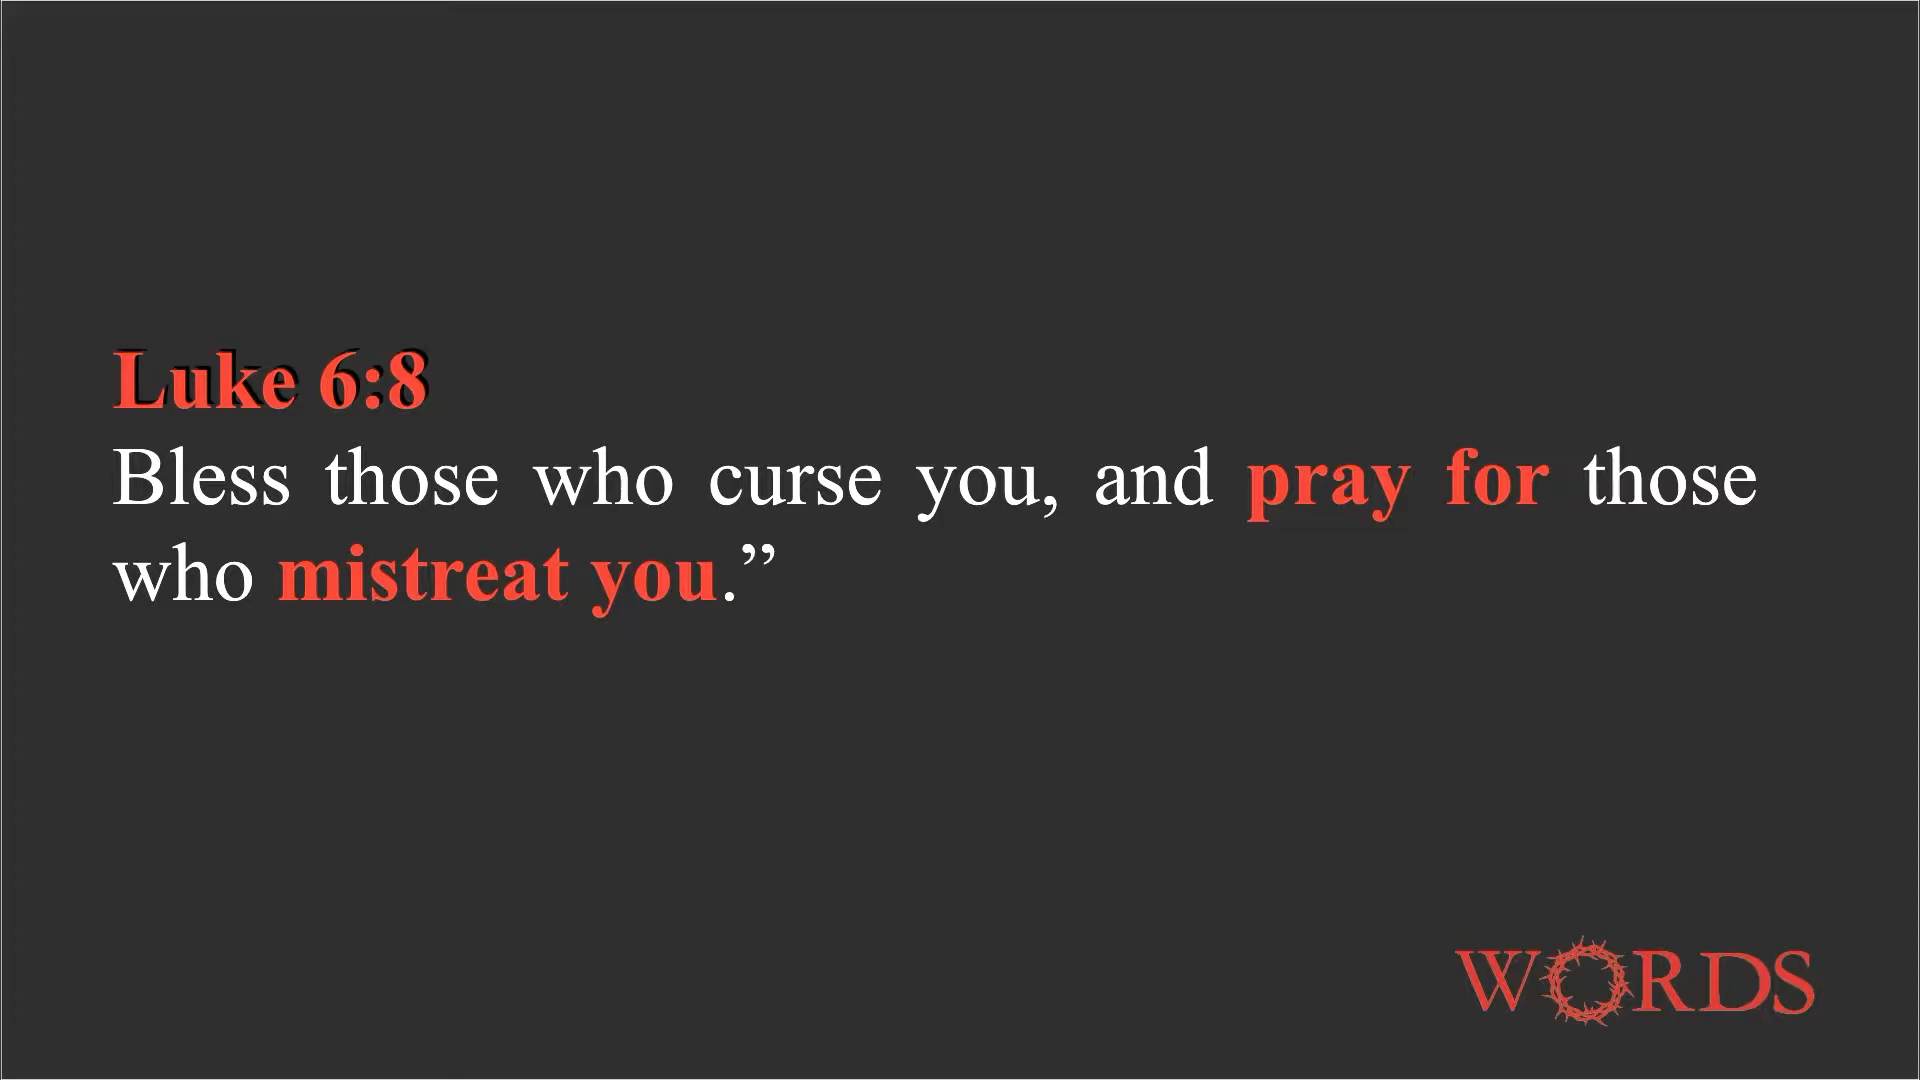 Luke 6:8
Bless those who curse you, and pray for those
who mistreat you.”
WORDS